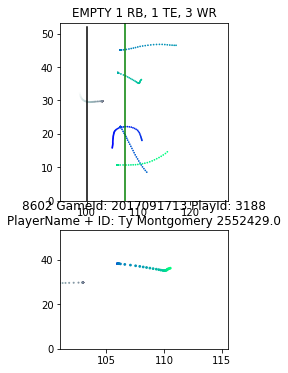 EMPTY 1 RB, 1 TE, 3 WR
50
40
30
20
10
0
100 110 120
8602 GameId: 2017091713 PlayId: 3188
PlayerName + ID: Ty Montgomery 2552429.0
40
20
0
105 110 115